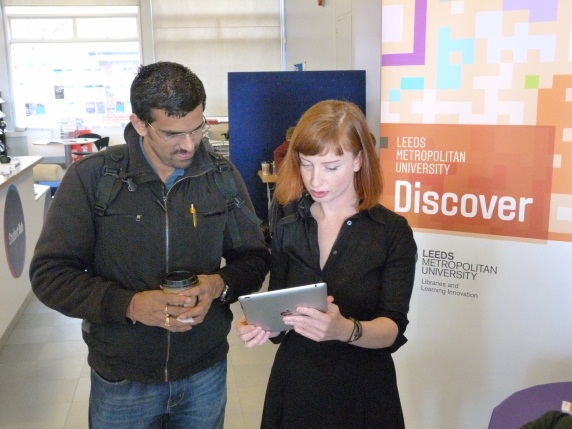 LEEDS
METROPOLITAN
UNIVERSITY
Discover
LEEDS
METROPOLITAN
UNIVERSITY
Libraries and
Learning Innovation